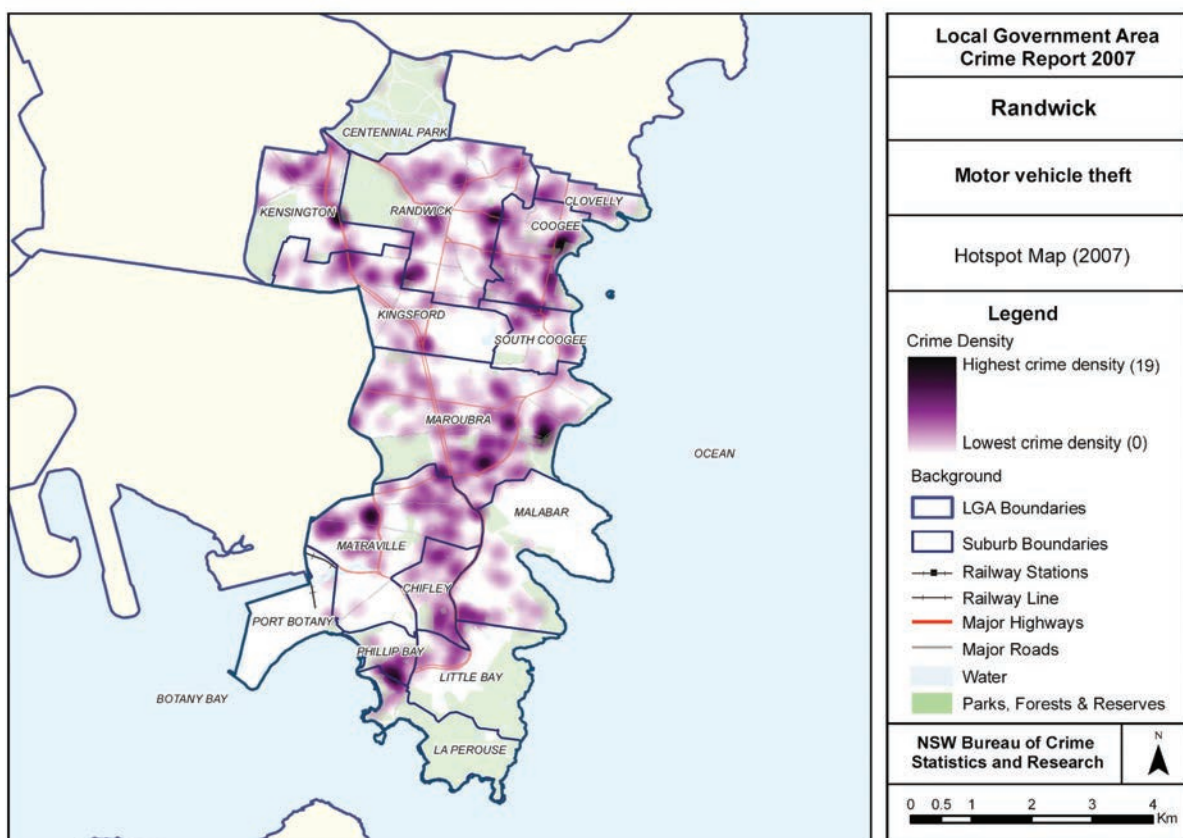 CENTENNIAL PARK
KENSINGTON
RANDWICK
CLOVELLY
COOGEE
KINGSFORD
SOUTH COOGEE
MAROUBRA
OCEAN
MALABAR
MATRAVILLE
CHIFLEY
PORT BOTANY
PHILLIP BAY
LITTLE BAY
BOTANY BAY
LA PEROUSE
Local Government Area
Crime Report 2007
Randwick
Motor vehicle theft
Hotspot Map (2007)
Legend
Crime Density
Highest crime density (19)
Lowest crime density (0)
Background
LGA Boundaries
Suburb Boundaries
Railway Stations
Railway Line
Major Highways
Major Roads
Water
Parks, Forests & Reserves
NSW Bureau of Crime
Statistics and Research
N
0 0.5 1 2 3 4
Km